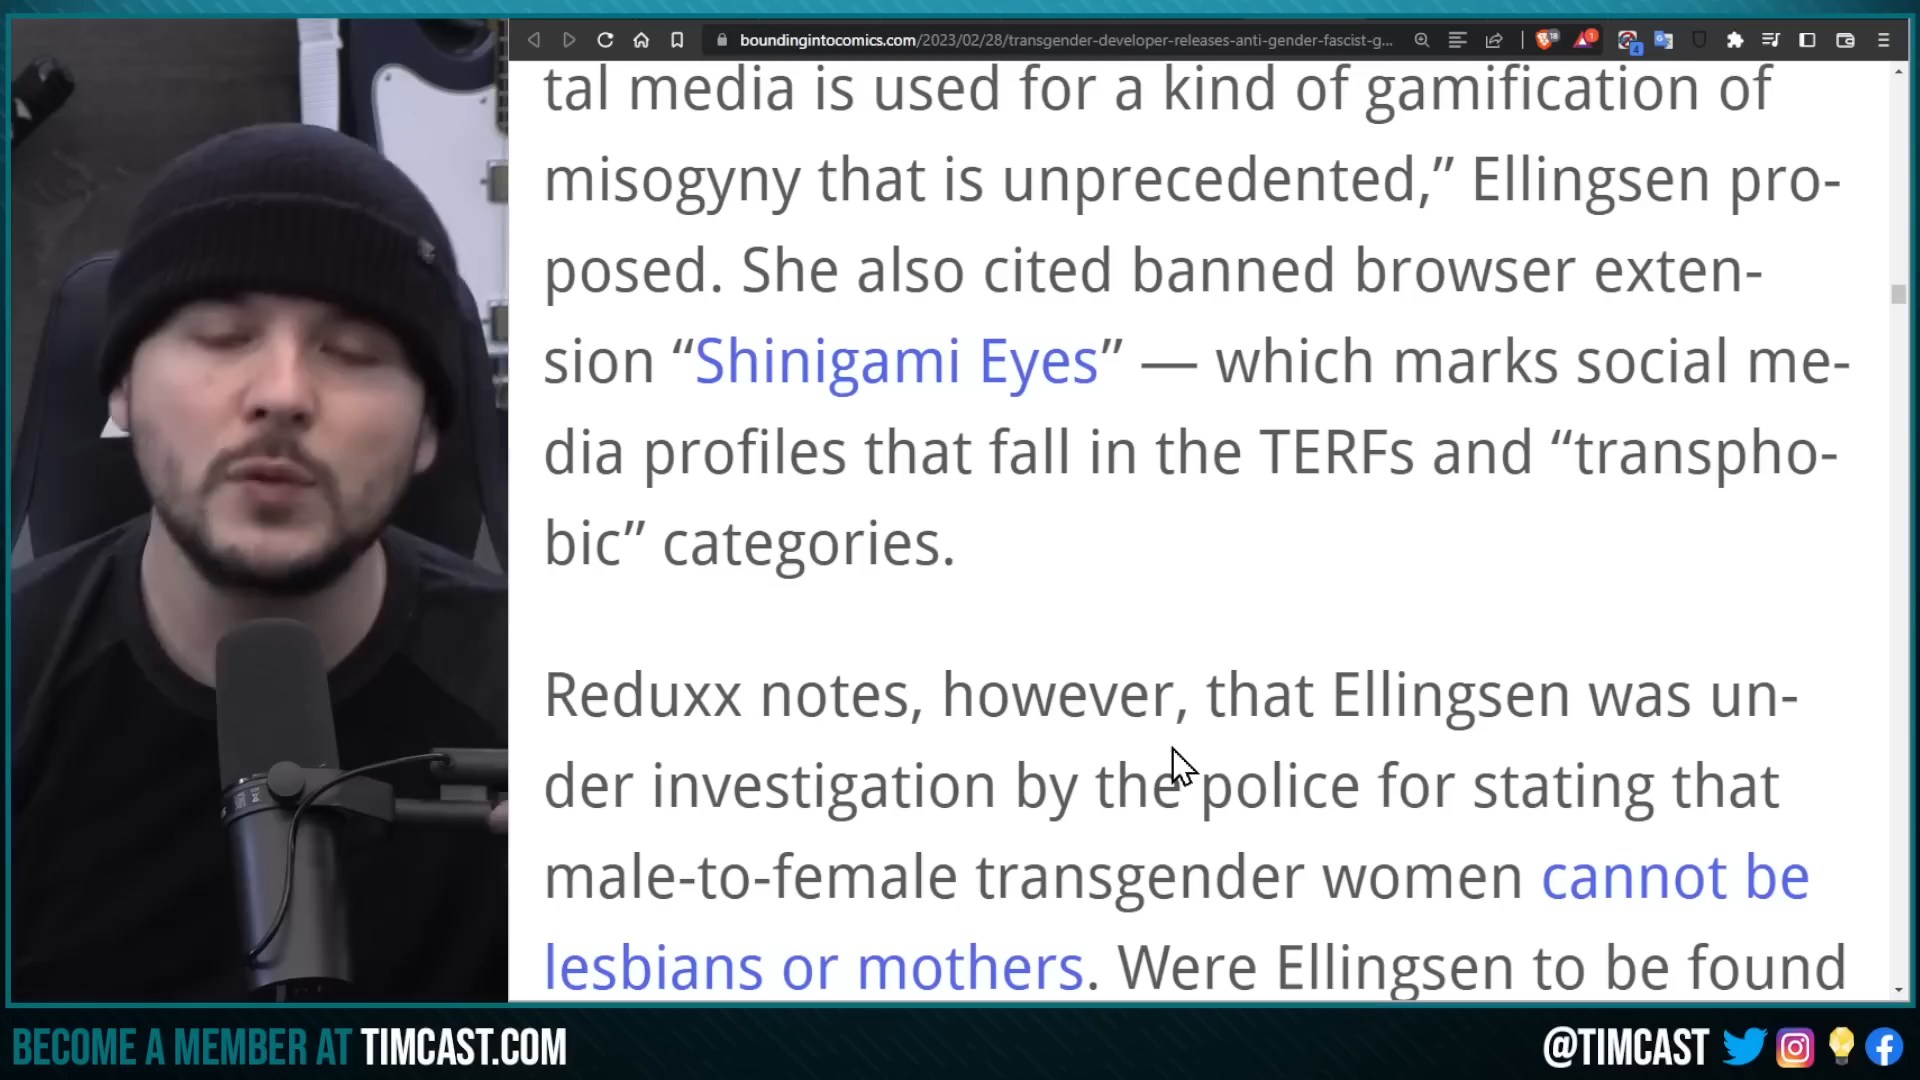 boundingintocomics.com/2023/02/28/transgender-developer-releases-anti-gender-fascist-g...
tal media is used for a kind of gamification of
misogyny that is unprecedented,” Ellingsen pro-
posed. She also cited banned browser exten-
sion “Shinigami Eyes” — which marks social me-
dia profiles that fall in the TERFs and “transpho-
bic” categories.
Reduxx notes, however, that Ellingsen was un-
der investigation by the police for stating that
male-to-female transgender women cannot be
lesbians or mothers. Were Ellingsen to be found
BECOME A MEMBER AT TIMCAST.COM
@TIMCAST